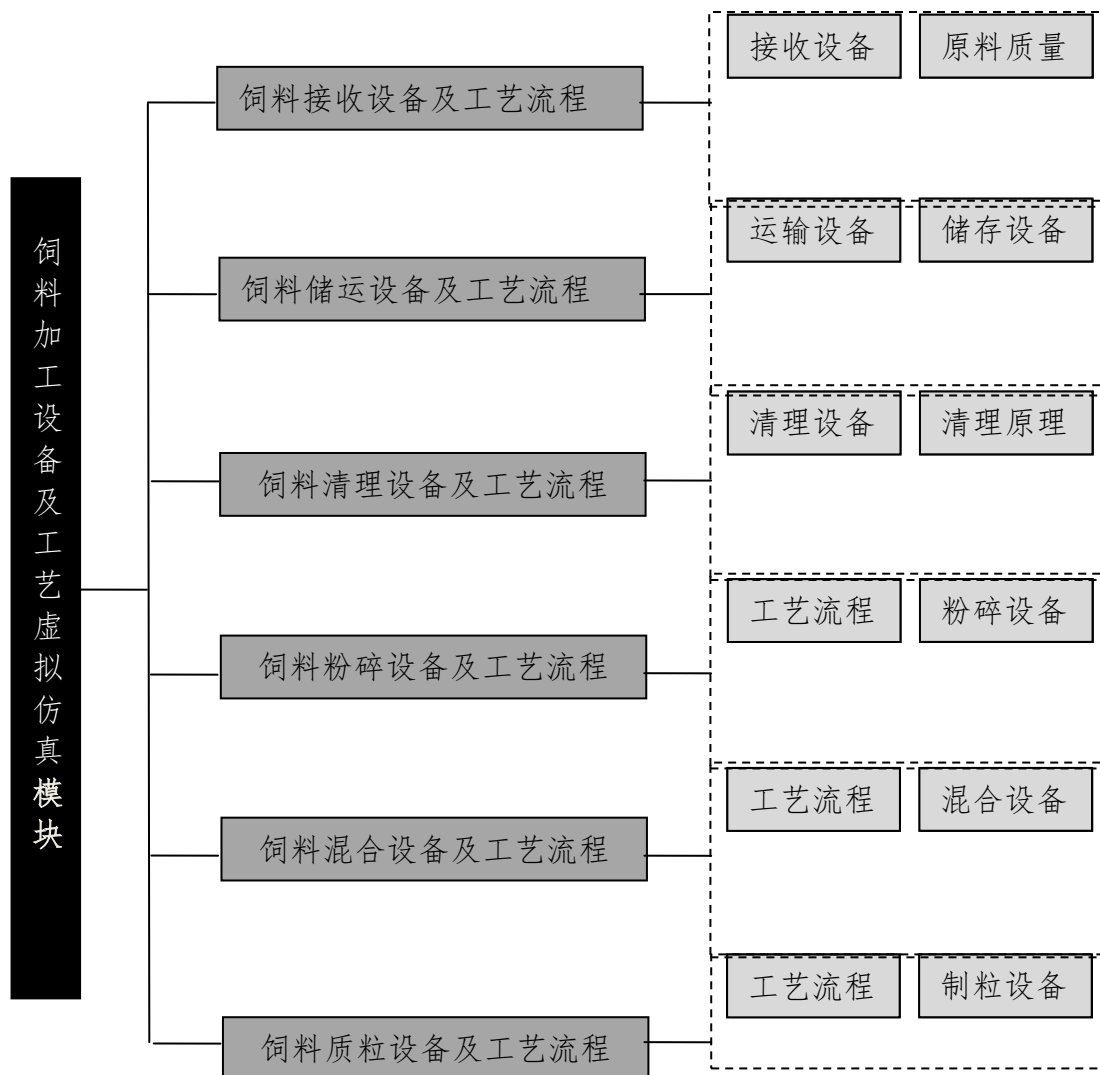 饲料加工设备及工艺虚拟仿真模块
饲料接收设备及工艺流程
接收设备
原料质量
饲料储运设备及工艺流程
运输设备
储存设备
饲料清理设备及工艺流程
清理设备
清理原理
饲料粉碎设备及工艺流程
工艺流程
粉碎设备
饲料混合设备及工艺流程
工艺流程
混合设备
饲料质粒设备及工艺流程
工艺流程
制粒设备